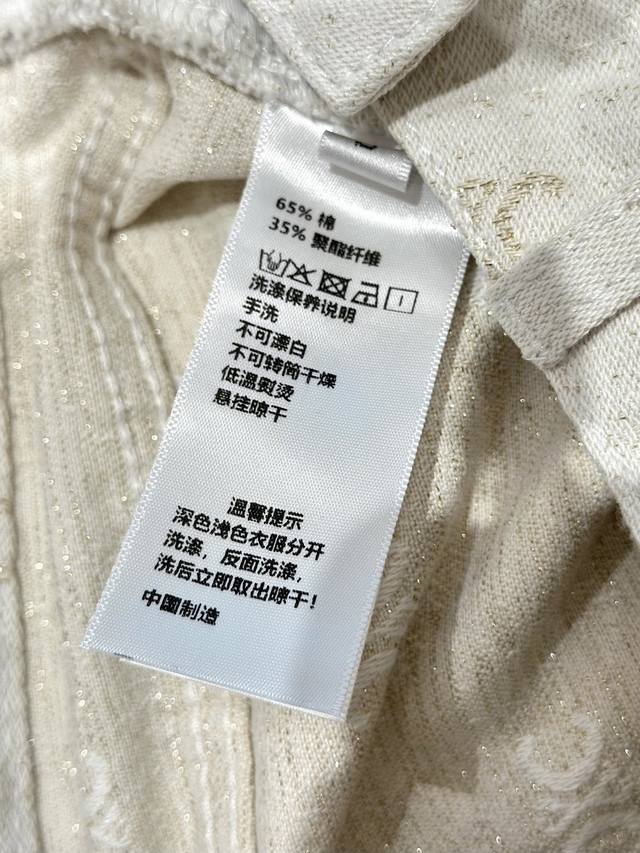 65% 棉
35% 聚酯纤维
洗涤保养说明
手洗
不可漂白
不可转筒干燥
低温熨烫
悬挂晾干
温馨提示
深色浅色衣服分开
洗涤，反面洗涤，
洗后立即取出晾干！
中国制造